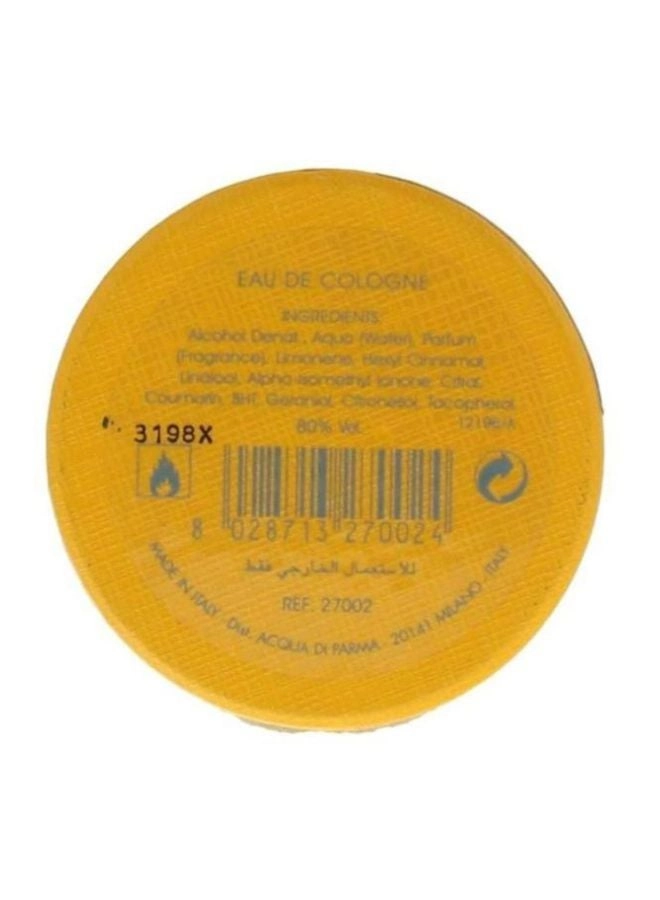 EAU DE COLOGNE
INGREDIENTS:
Alcohol Denat., Aqua (Water), Parfum
(Fragrance), Limonene, Hexyl Cinnamal,
Linalool, Alpha Isomethyl Ionone, Citral,
Coumarin, BHT, Geraniol, Citronellol, Tocopherol.
80% Vol. 12196/A
3198X
8 028713 270024
للاستعمال الخارجي فقط
REF. 27002
MADE IN ITALY - Dist. ACQUA DI PARMA - 20141 MILANO - ITALY